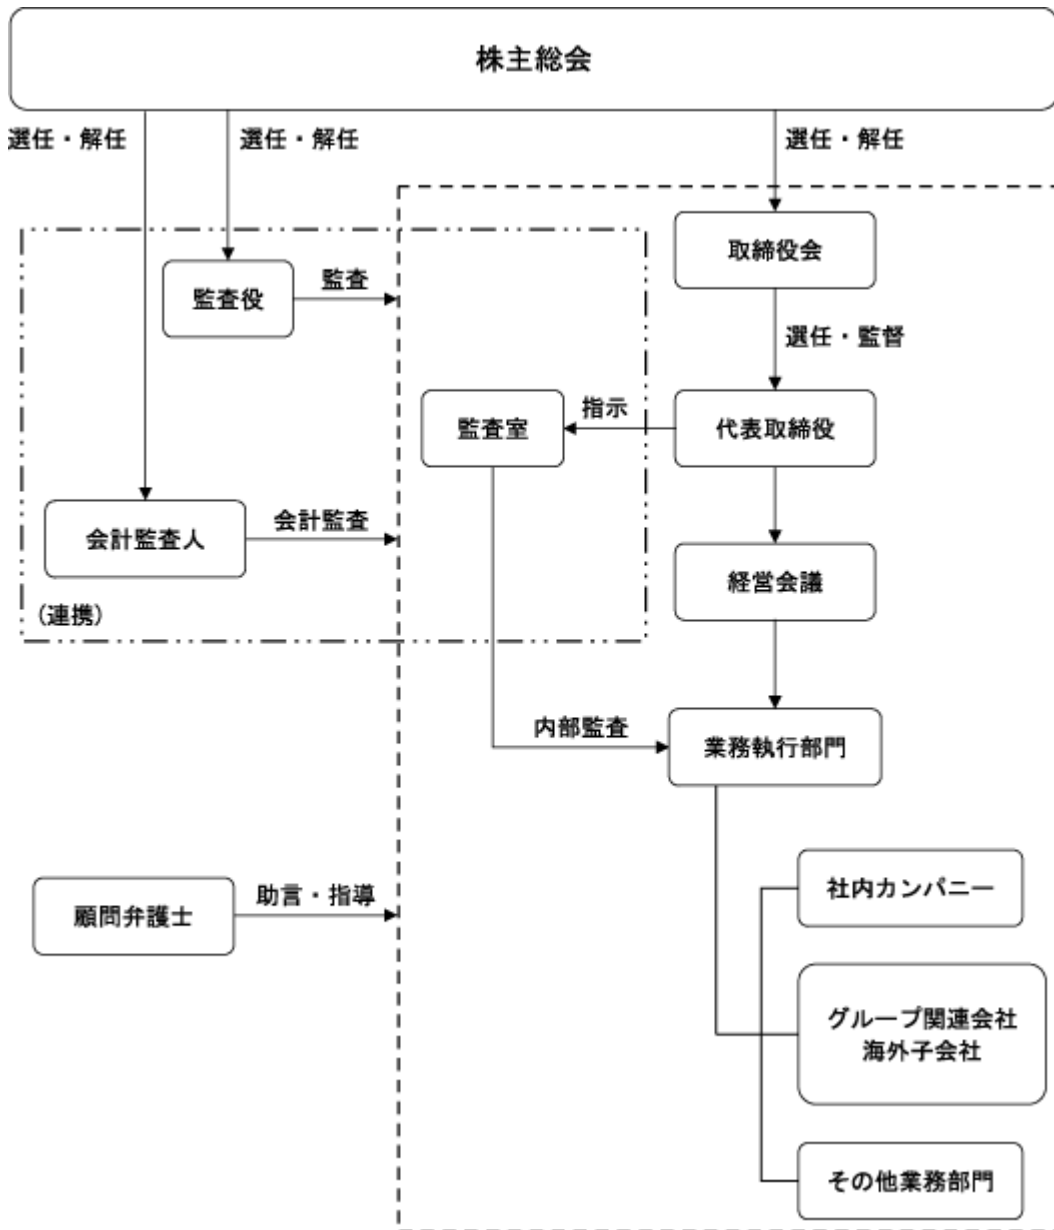 株主総会
選任・解任
選任・解任
選任・解任
取締役会
監査役
監査
選任・監督
監査室
指示
代表取締役
会計監査人
会計監査
経営会議
(連携)
内部監査
業務執行部門
顧問弁護士
助言・指導
社内カンパニー
グループ関連会社
海外子会社
その他業務部門